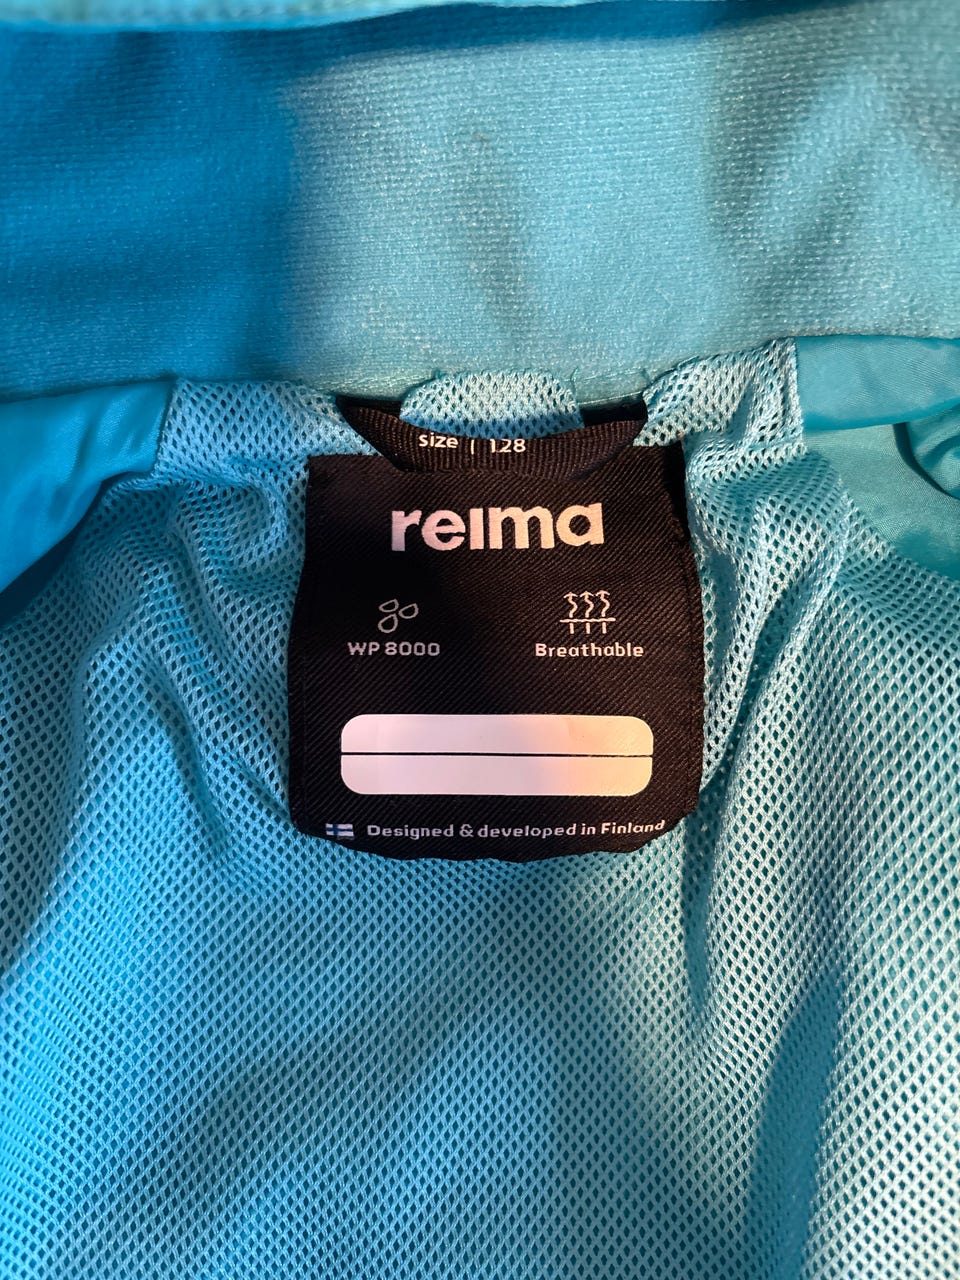 size | 128
reima
WP 8000
Breathable
Designed & developed in Finland